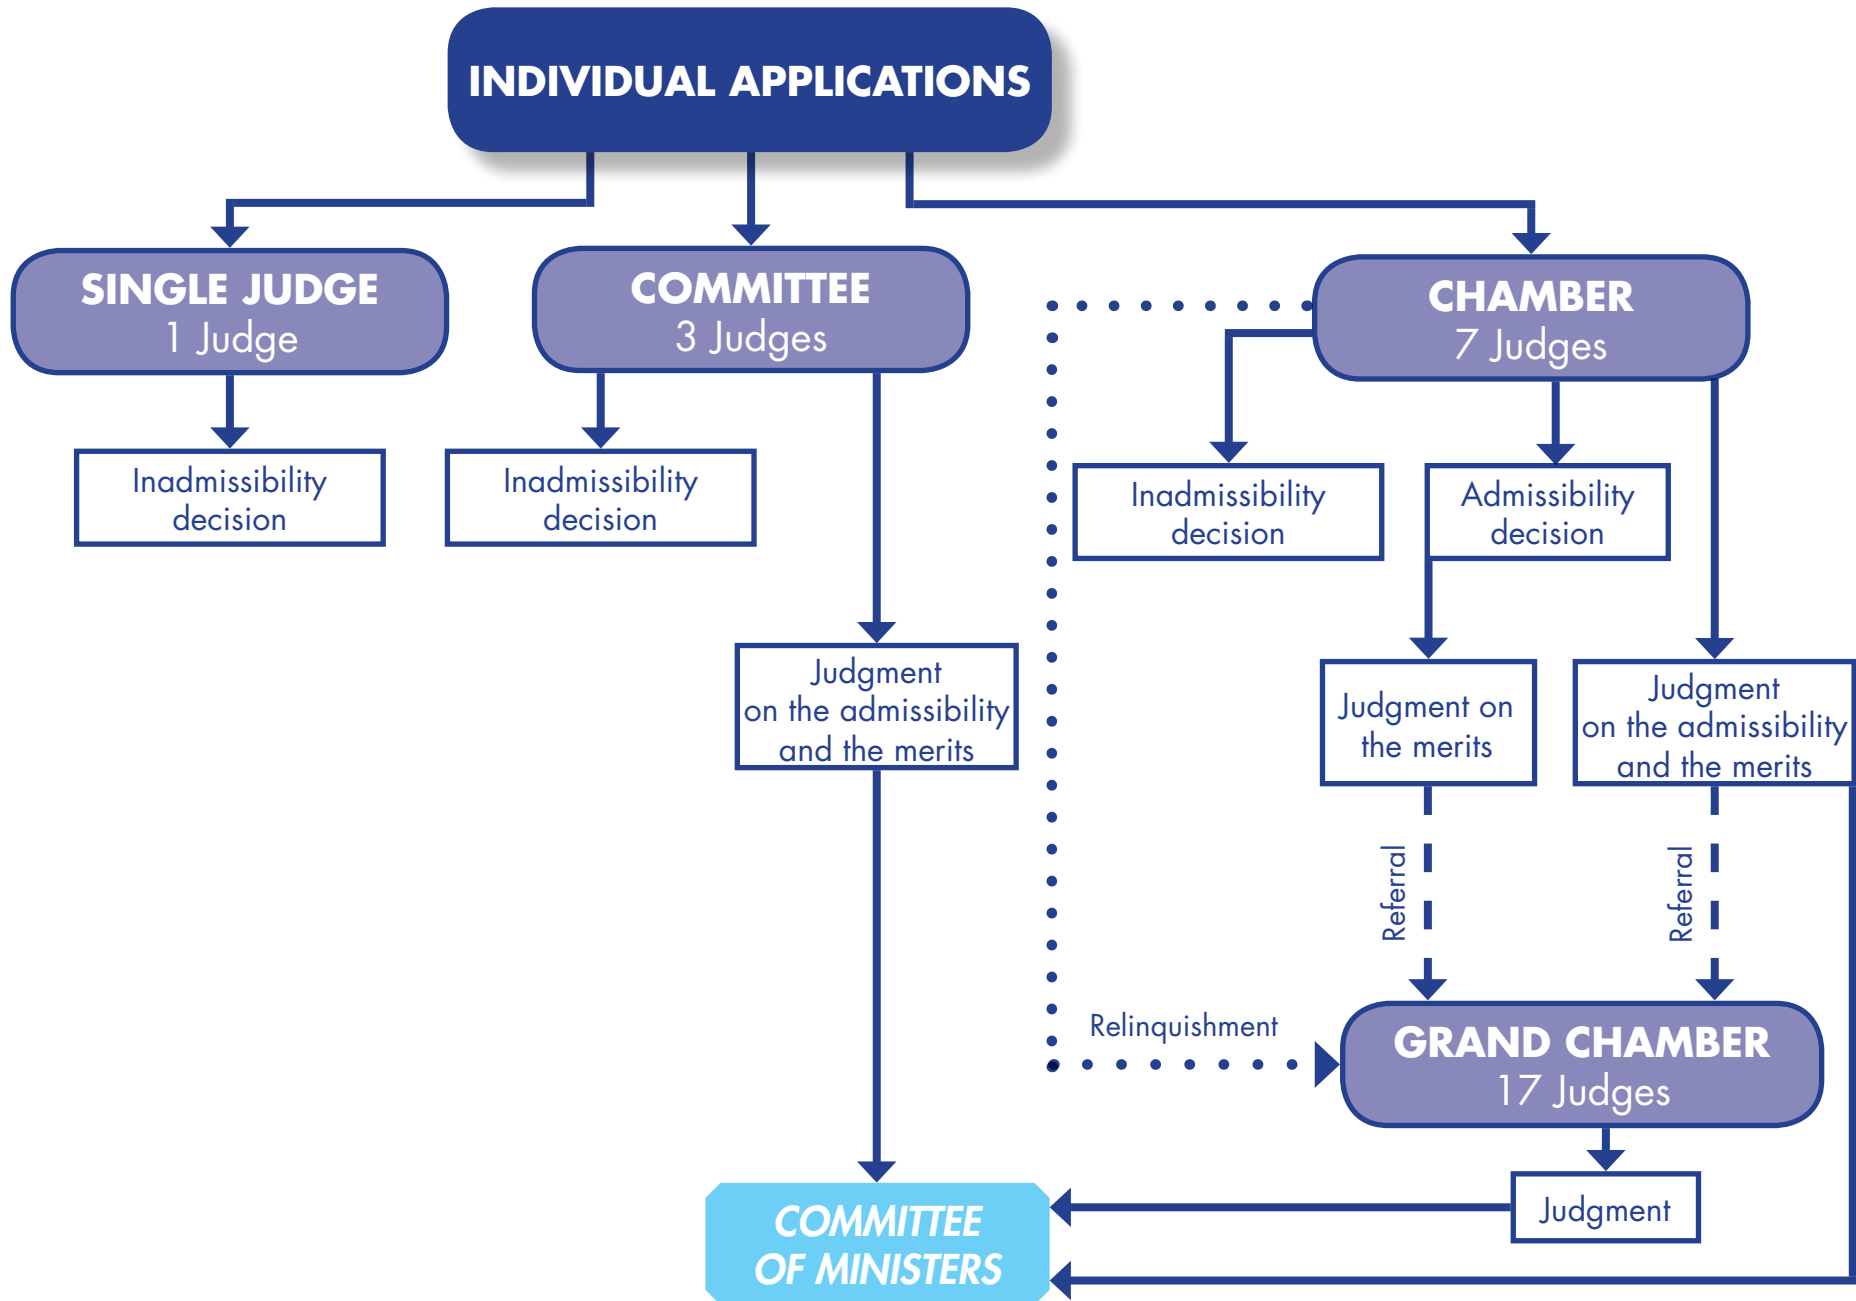 INDIVIDUAL APPLICATIONS
SINGLE JUDGE
1 Judge
COMMITTEE
3 Judges
CHAMBER
7 Judges
Inadmissibility
decision
Inadmissibility
decision
Inadmissibility
decision
Admissibility
decision
Judgment
on the admissibility
and the merits
Judgment on
the merits
Judgment
on the admissibility
and the merits
Referral
Referral
Relinquishment
GRAND CHAMBER
17 Judges
Judgment
COMMITTEE
OF MINISTERS